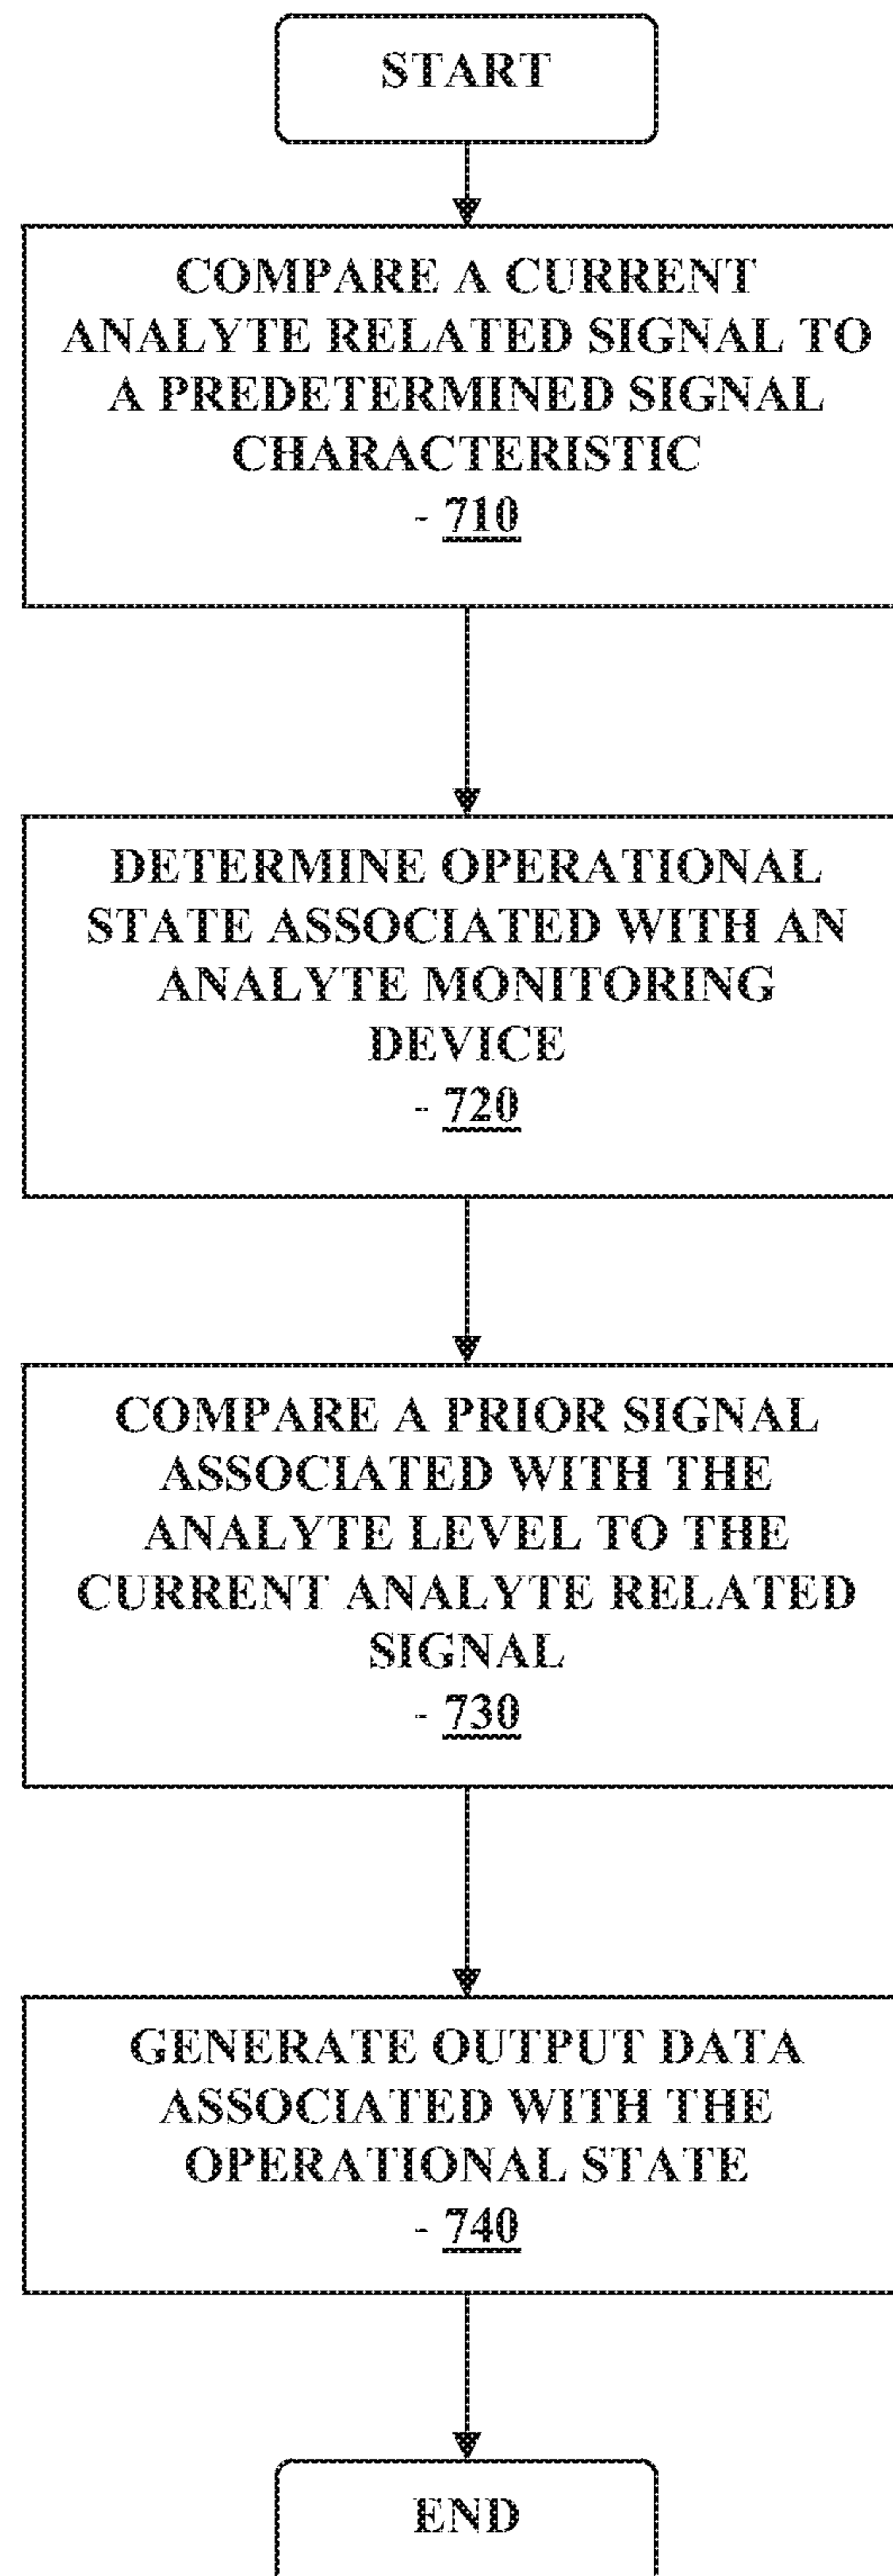 START
COMPARE A CURRENT
ANALYTE RELATED SIGNAL TO
A PREDETERMINED SIGNAL
CHARACTERISTIC
- 710
DETERMINE OPERATIONAL
STATE ASSOCIATED WITH AN
ANALYTE MONITORING
DEVICE
- 720
COMPARE A PRIOR SIGNAL
ASSOCIATED WITH THE
ANALYTE LEVEL TO THE
CURRENT ANALYTE RELATED
SIGNAL
- 730
GENERATE OUTPUT DATA
ASSOCIATED WITH THE
OPERATIONAL STATE
- 740
END